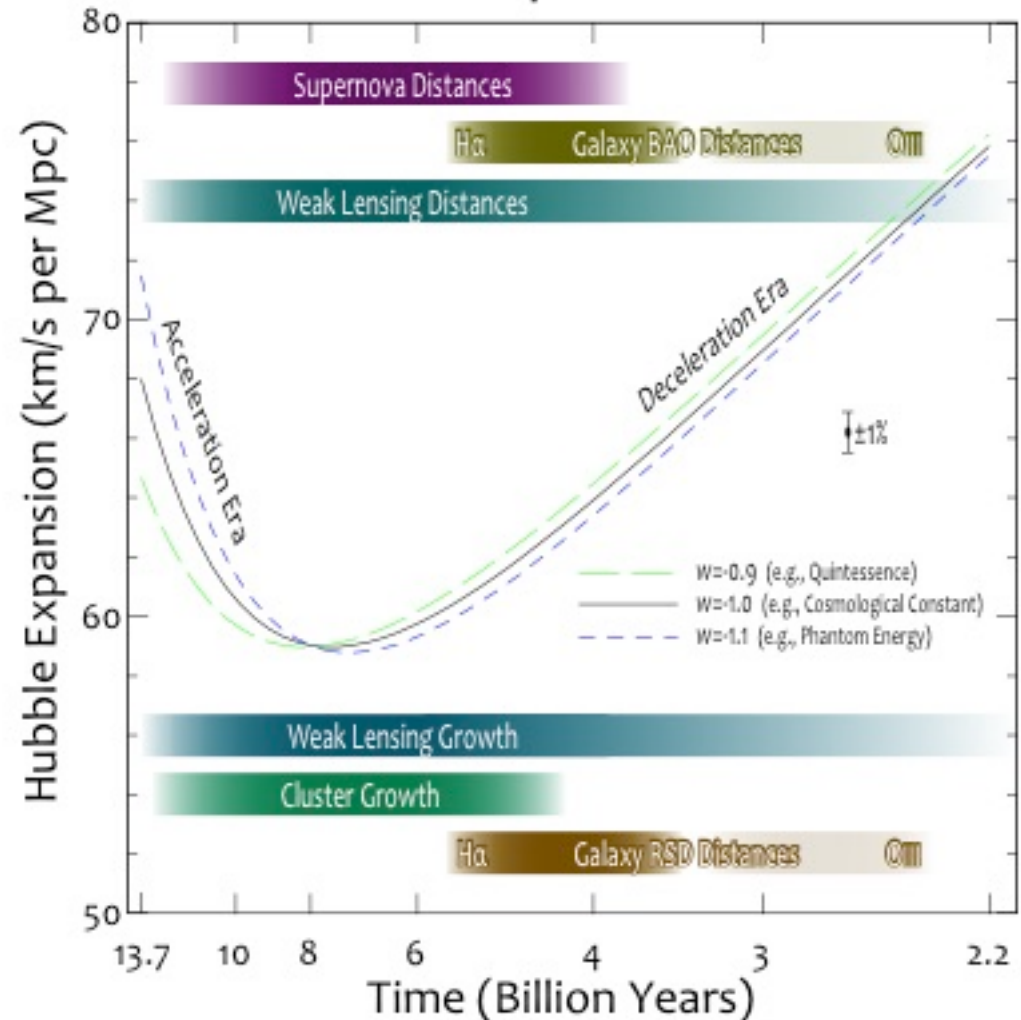 80
Supernova Distances
Hα Galaxy BAO Distances OIII
Weak Lensing Distances
70
Acceleration Era
Deceleration Era
±1%
w=-0.9 (e.g., Quintessence)
w=-1.0 (e.g., Cosmological Constant)
w=-1.1 (e.g., Phantom Energy)
60
Weak Lensing Growth
Cluster Growth
Hα Galaxy RSD Distances OIII
50
13.7 10 8 6 4 3 2.2
Time (Billion Years)
Hubble Expansion (km/s per Mpc)